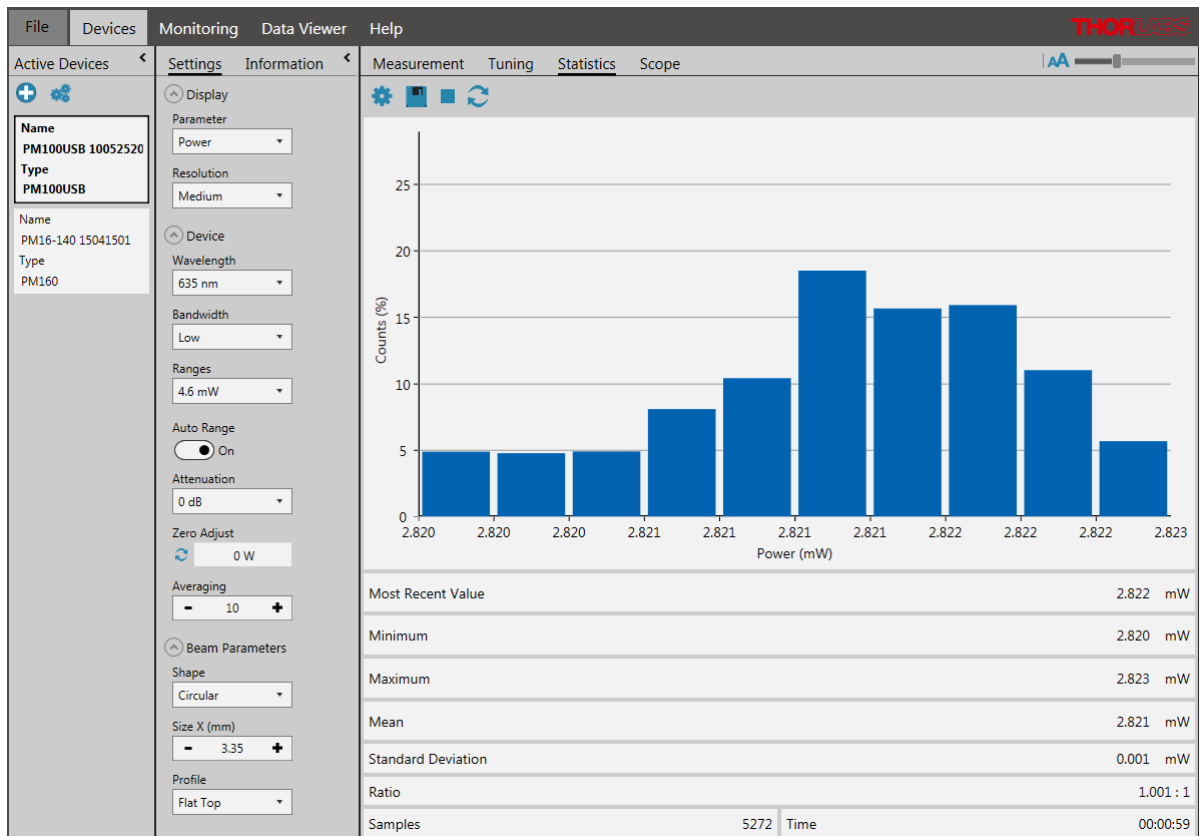 File Devices Monitoring Data Viewer Help THORLABS
Active Devices
Name
PM100USB 10052520
Type
PM100USB
Name
PM16-140 15041501
Type
PM160
Settings Information
Display
Parameter
Power
Resolution
Medium
Device
Wavelength
635 nm
Bandwidth
Low
Ranges
4.6 mW
Auto Range
On
Attenuation
0 dB
Zero Adjust
0 W
Averaging
- 10 +
Beam Parameters
Shape
Circular
Size X (mm)
- 3.35 +
Profile
Flat Top
Measurement Tuning Statistics Scope AA
25
20
15
10
5
0
Counts (%)
2.820 2.820 2.820 2.821 2.821 2.821 2.821 2.822 2.822 2.822 2.823
Power (mW)
Most Recent Value 2.822 mW
Minimum 2.820 mW
Maximum 2.823 mW
Mean 2.821 mW
Standard Deviation 0.001 mW
Ratio 1.001 : 1
Samples 5272 Time 00:00:59